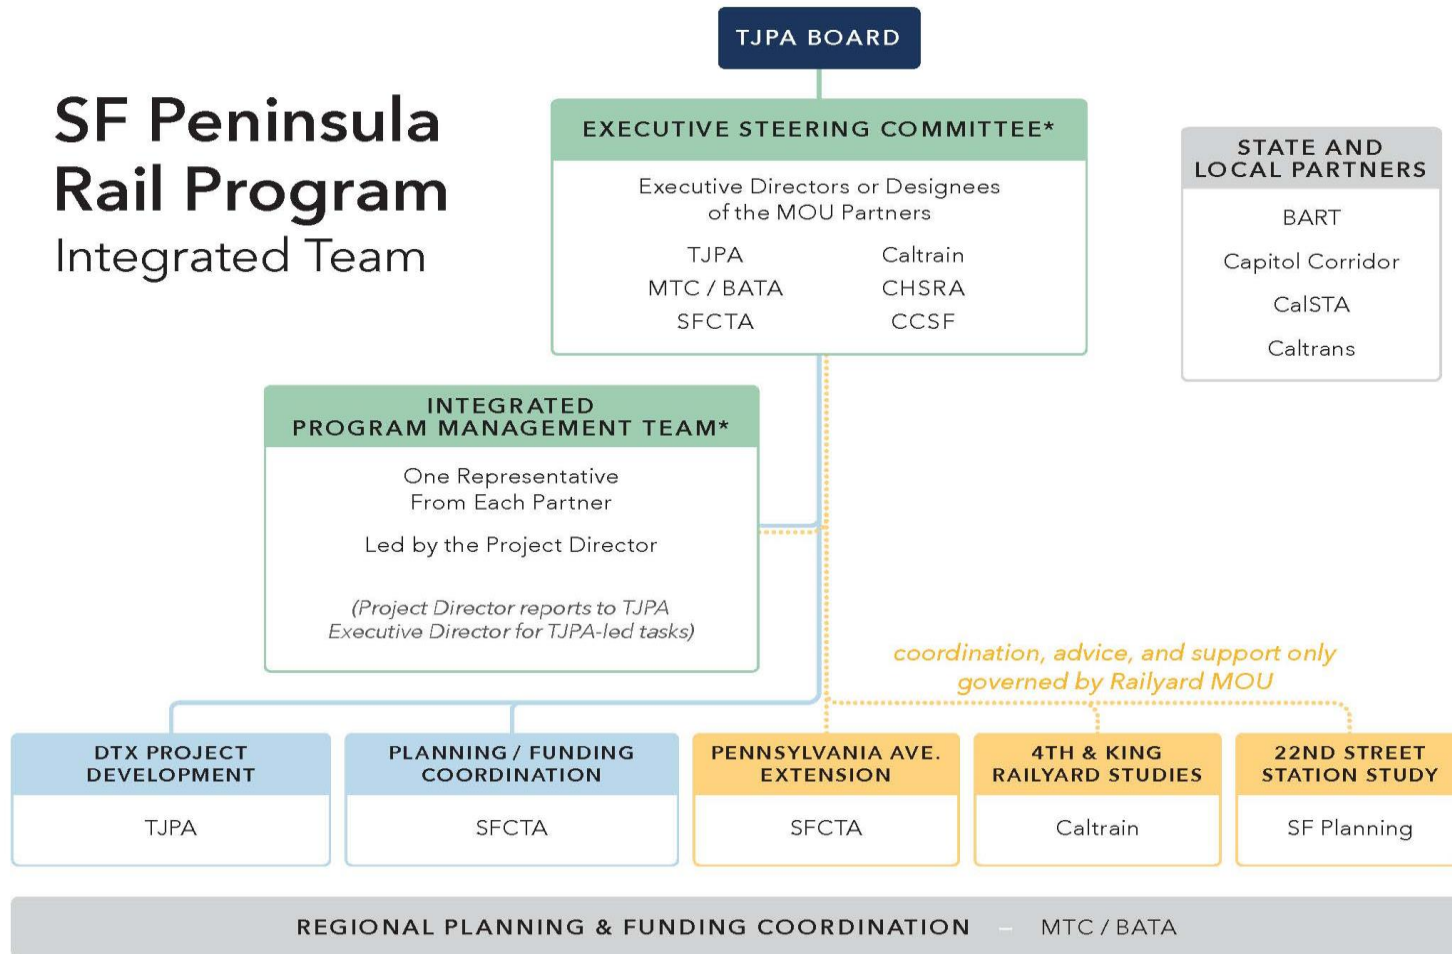 TJPA BOARD
SF Peninsula
Rail Program
Integrated Team
EXECUTIVE STEERING COMMITTEE*
Executive Directors or Designees
of the MOU Partners
TJPA
MTC / BATA
SFCTA
Caltrain
CHSRA
CCSF
STATE AND
LOCAL PARTNERS
BART
Capitol Corridor
CalSTA
Caltrans
INTEGRATED
PROGRAM MANAGEMENT TEAM*
One Representative
From Each Partner
Led by the Project Director
(Project Director reports to TJPA
Executive Director for TJPA-led tasks)
coordination, advice, and support only
governed by Railyard MOU
DTX PROJECT
DEVELOPMENT
TJPA
PLANNING / FUNDING
COORDINATION
SFCTA
PENNSYLVANIA AVE.
EXTENSION
SFCTA
4TH & KING
RAILYARD STUDIES
Caltrain
22ND STREET
STATION STUDY
SF Planning
REGIONAL PLANNING & FUNDING COORDINATION – MTC / BATA